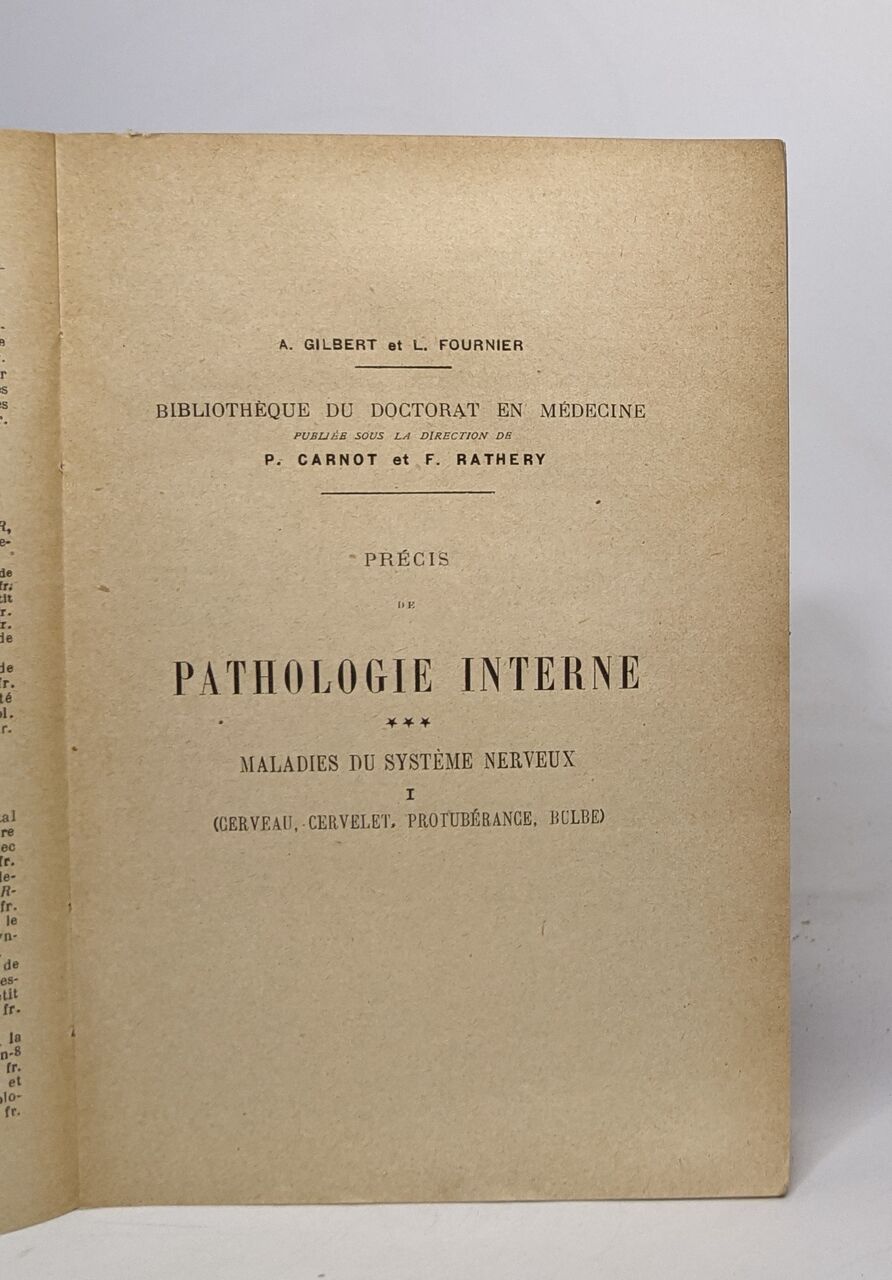 A. GILBERT et L. FOURNIER
BIBLIOTHÈQUE DU DOCTORAT EN MÉDECINE
PUBLIÉE SOUS LA DIRECTION DE
P. CARNOT et F. RATHERY
PRÉCIS
DE
PATHOLOGIE INTERNE
★★★
MALADIES DU SYSTÈME NERVEUX
I
(CERVEAU, CERVELET, PROTUBÉRANCE, BULBE)